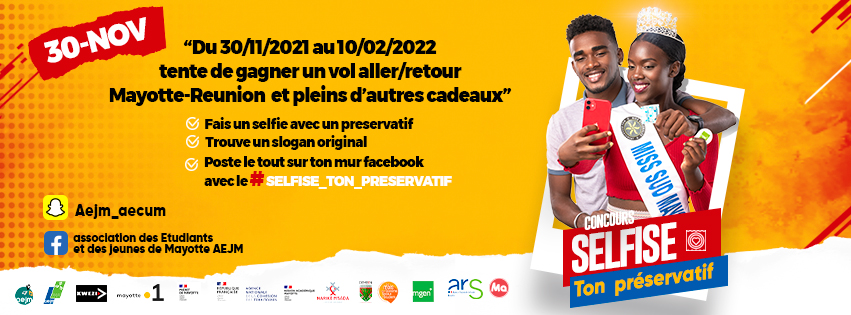 30-NOV
“Du 30/11/2021 au 10/02/2022
tente de gagner un vol aller/retour
Mayotte-Reunion et pleins d’autres cadeaux”
Fais un selfie avec un preservatif
Trouve un slogan original
Poste le tout sur ton mur facebook
avec le # SELFISE_TON_PRESERVATIF
Aejm_aecum
association des Etudiants
et des jeunes de Mayotte AEJM
MISS SUD MAY
CONCOURS
SELFISE
Ton préservatif
aejm
KWEZI
mayotte 1
mgen
ars
Ma